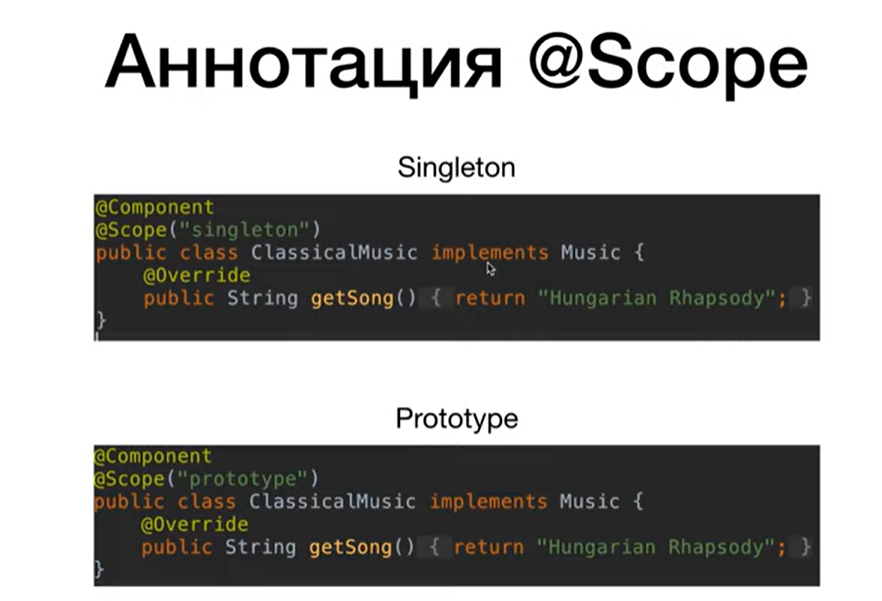 Аннотация @Scope
Singleton
@Component
@Scope("singleton")
public class ClassicalMusic implements Music {
    @Override
    public String getSong() { return "Hungarian Rhapsody"; }
}
Prototype
@Component
@Scope("prototype")
public class ClassicalMusic implements Music {
    @Override
    public String getSong() { return "Hungarian Rhapsody"; }
}